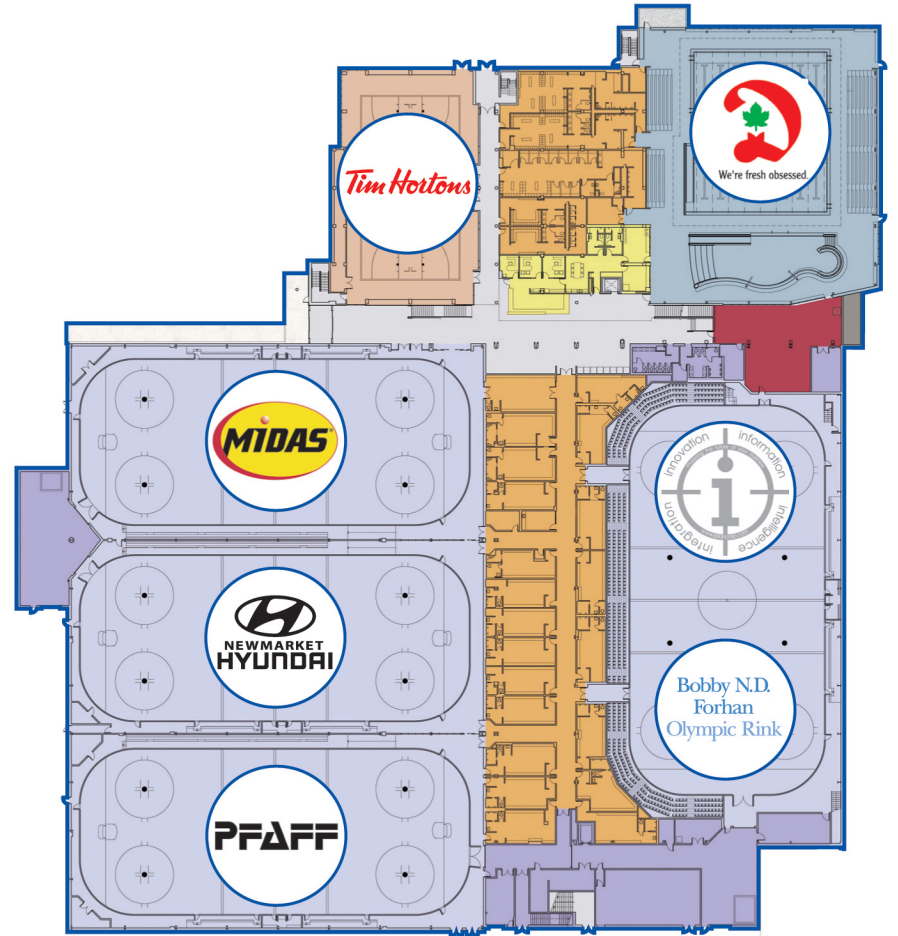 Tim Hortons
We're fresh obsessed.
MIDAS
innovation
information
integration
intelligence
i
NEWMARKET
HYUNDAI
Bobby N.D.
Forhan
Olympic Rink
PFAFF